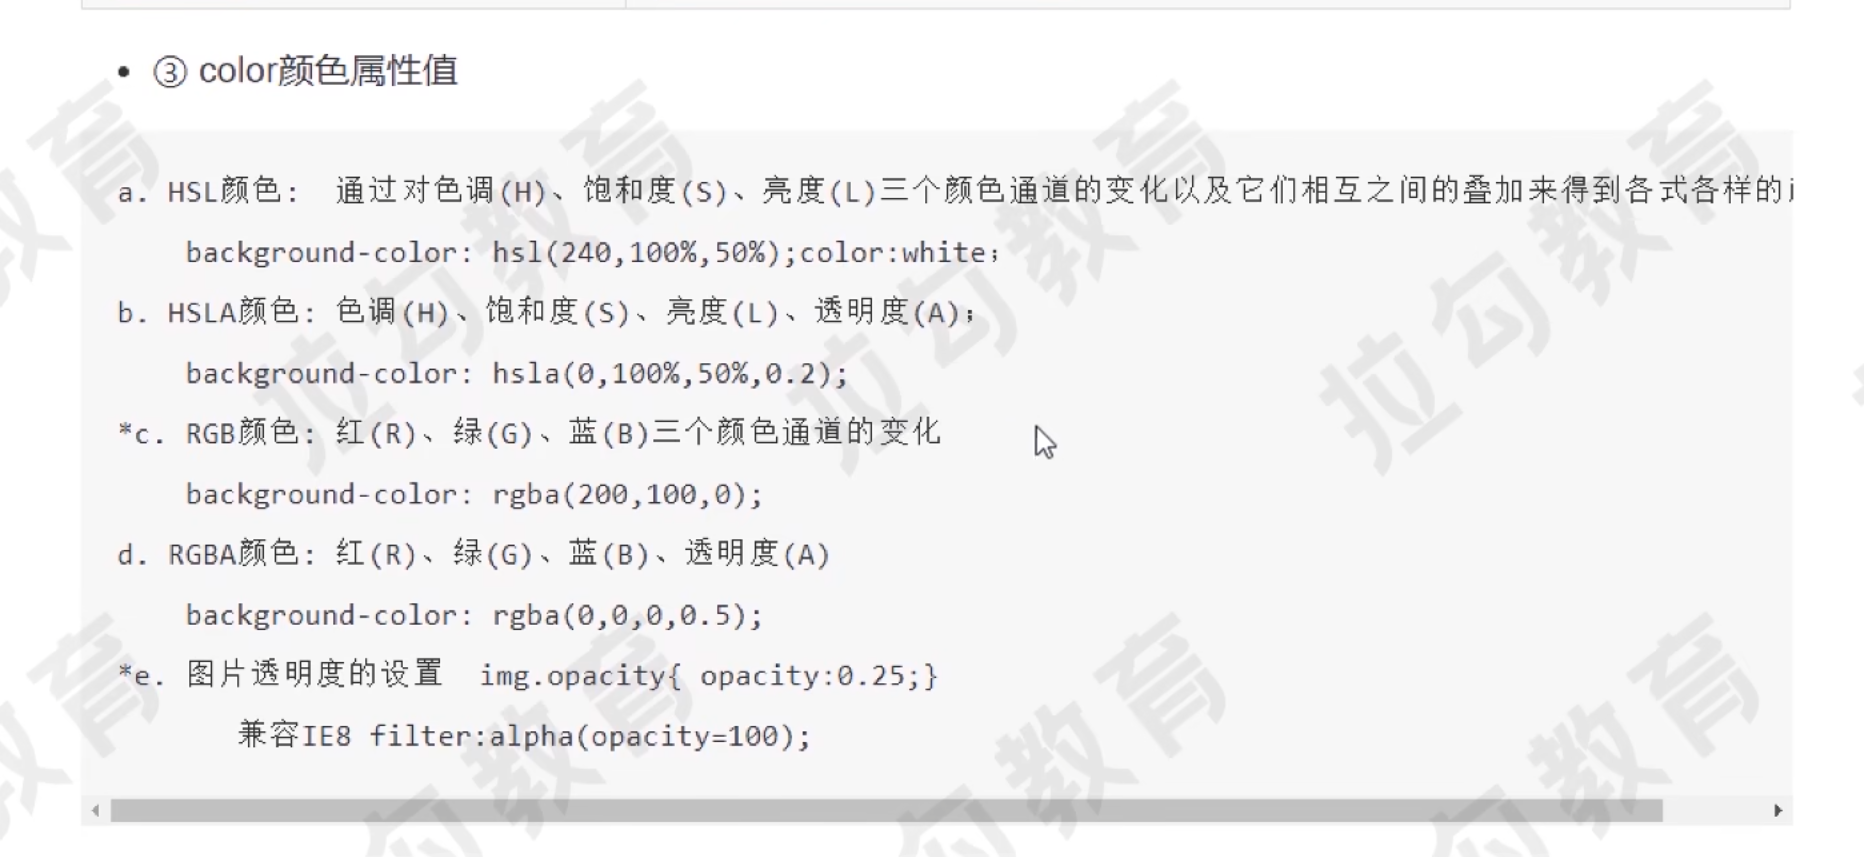 • ③ color颜色属性值
a. HSL颜色: 通过对色调(H)、饱和度(S)、亮度(L)三个颜色通道的变化以及它们相互之间的叠加来得到各式各样的
background-color: hsl(240,100%,50%);color:white;
b. HSLA颜色: 色调(H)、饱和度(S)、亮度(L)、透明度(A);
background-color: hsla(0,100%,50%,0.2);
*c. RGB颜色: 红(R)、绿(G)、蓝(B)三个颜色通道的变化
background-color: rgba(200,100,0);
d. RGBA颜色: 红(R)、绿(G)、蓝(B)、透明度(A)
background-color: rgba(0,0,0,0.5);
*e. 图片透明度的设置 img.opacity{ opacity:0.25;}
兼容IE8 filter:alpha(opacity=100);
拉勾教育